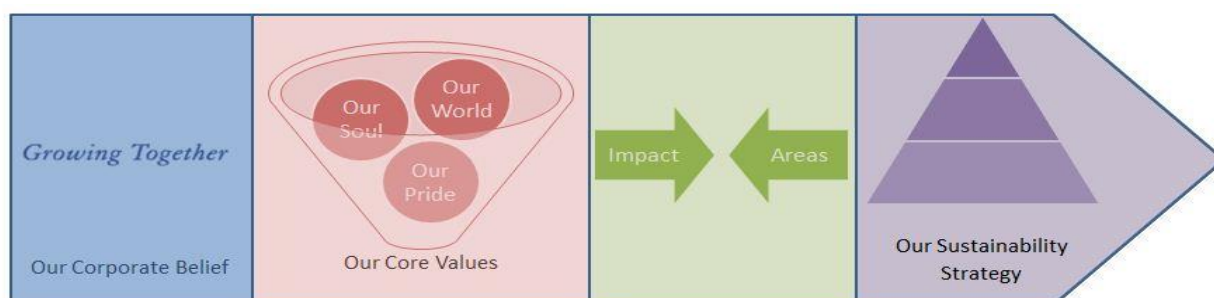 Growing Together
Our Corporate Belief
Our
Soul
Our
World
Our
Pride
Our Core Values
Impact
Areas
Our Sustainability
Strategy